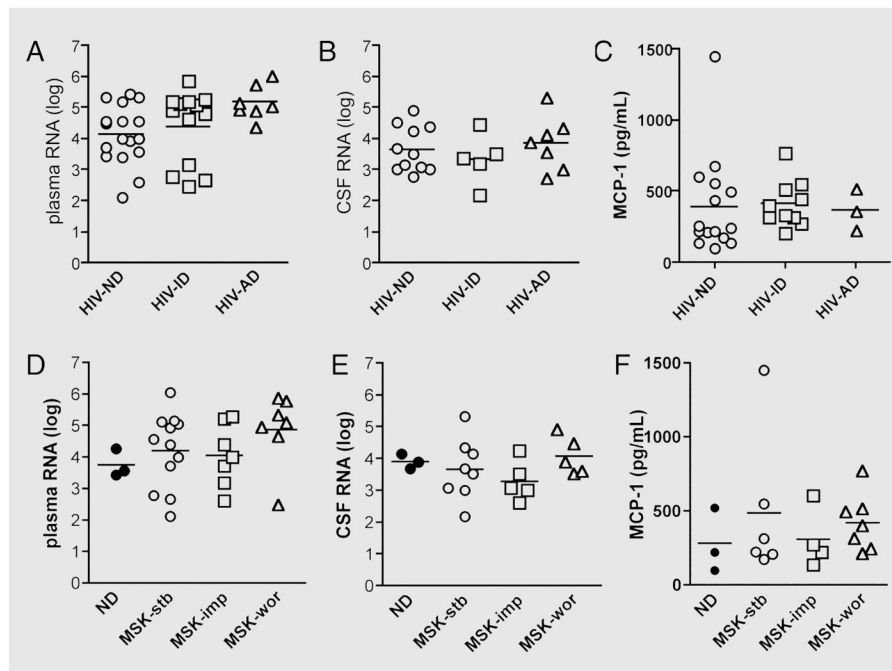 A
plasma RNA (log)
7
6
5
4
3
2
1
0
HIV-ND
HIV-ID
HIV-AD
B
CSF RNA (log)
7
6
5
4
3
2
1
0
HIV-ND
HIV-ID
HIV-AD
C
MCP-1 (pg/mL)
1500
1000
500
0
HIV-ND
HIV-ID
HIV-AD
D
plasma RNA (log)
7
6
5
4
3
2
1
0
ND
MSK-stb
MSK-imp
MSK-wor
E
CSF RNA (log)
7
6
5
4
3
2
1
0
ND
MSK-stb
MSK-imp
MSK-wor
F
MCP-1 (pg/mL)
1500
1000
500
0
ND
MSK-stb
MSK-imp
MSK-wor